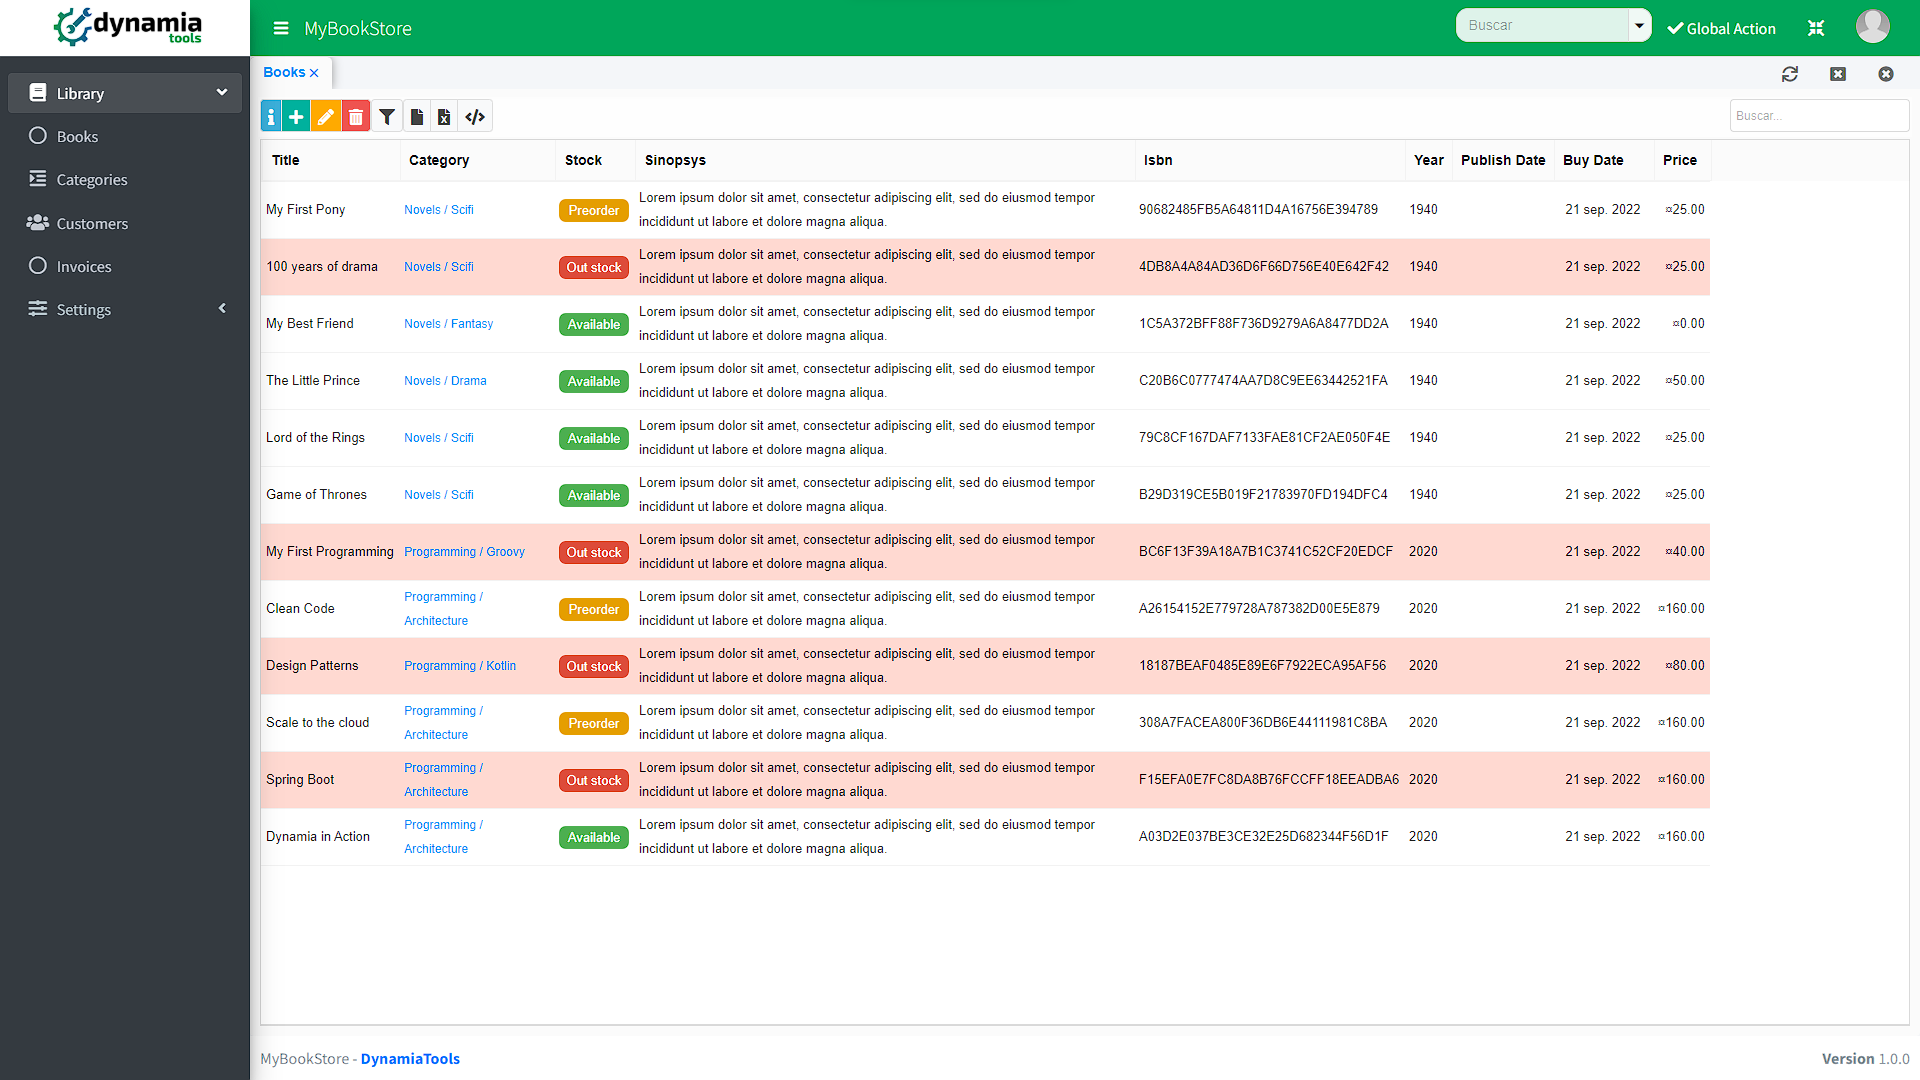 dynamia
tools
MyBookStore
Buscar
Global Action
Library
Books
Categories
Customers
Invoices
Settings
Books
Buscar...
Title Category Stock Sinopsys Isbn Year Publish Date Buy Date Price
My First Pony Novels / Scifi Preorder Lorem ipsum dolor sit amet, consectetur adipiscing elit, sed do eiusmod tempor 90682485FB5A64811D4A16756E394789 1940 21 sep. 2022 ¤25.00
incididunt ut labore et dolore magna aliqua.
100 years of drama Novels / Scifi Out stock Lorem ipsum dolor sit amet, consectetur adipiscing elit, sed do eiusmod tempor 4DB8A4A84AD36D6F66D756E40E642F42 1940 21 sep. 2022 ¤25.00
incididunt ut labore et dolore magna aliqua.
My Best Friend Novels / Fantasy Available Lorem ipsum dolor sit amet, consectetur adipiscing elit, sed do eiusmod tempor 1C5A372BFF88F736D9279A6A8477DD2A 1940 21 sep. 2022 ¤0.00
incididunt ut labore et dolore magna aliqua.
The Little Prince Novels / Drama Available Lorem ipsum dolor sit amet, consectetur adipiscing elit, sed do eiusmod tempor C20B6C0777474AA7D8C9EE63442521FA 1940 21 sep. 2022 ¤50.00
incididunt ut labore et dolore magna aliqua.
Lord of the Rings Novels / Scifi Available Lorem ipsum dolor sit amet, consectetur adipiscing elit, sed do eiusmod tempor 79C8CF167DAF7133FAE81CF2AE050F4E 1940 21 sep. 2022 ¤25.00
incididunt ut labore et dolore magna aliqua.
Game of Thrones Novels / Scifi Available Lorem ipsum dolor sit amet, consectetur adipiscing elit, sed do eiusmod tempor B29D319CE5B019F21783970FD194DFC4 1940 21 sep. 2022 ¤25.00
incididunt ut labore et dolore magna aliqua.
My First Programming Programming / Groovy Out stock Lorem ipsum dolor sit amet, consectetur adipiscing elit, sed do eiusmod tempor BC6F13F39A18A7B1C3741C52CF20EDCF 2020 21 sep. 2022 ¤40.00
incididunt ut labore et dolore magna aliqua.
Clean Code Programming / Preorder Lorem ipsum dolor sit amet, consectetur adipiscing elit, sed do eiusmod tempor A26154152E779728A787382D00E5E879 2020 21 sep. 2022 ¤160.00
Architecture incididunt ut labore et dolore magna aliqua.
Design Patterns Programming / Kotlin Out stock Lorem ipsum dolor sit amet, consectetur adipiscing elit, sed do eiusmod tempor 18187BEAF0485E89E6F7922ECA95AF56 2020 21 sep. 2022 ¤80.00
incididunt ut labore et dolore magna aliqua.
Scale to the cloud Programming / Preorder Lorem ipsum dolor sit amet, consectetur adipiscing elit, sed do eiusmod tempor 308A7FACEA800F36DB6E44111981C8BA 2020 21 sep. 2022 ¤160.00
Architecture incididunt ut labore et dolore magna aliqua.
Spring Boot Programming / Out stock Lorem ipsum dolor sit amet, consectetur adipiscing elit, sed do eiusmod tempor F15EFA0E7FC8DA8B76FCCFF18EEADBA6 2020 21 sep. 2022 ¤160.00
Architecture incididunt ut labore et dolore magna aliqua.
Dynamia in Action Programming / Available Lorem ipsum dolor sit amet, consectetur adipiscing elit, sed do eiusmod tempor A03D2E037BE3CE32E25D682344F56D1F 2020 21 sep. 2022 ¤160.00
Architecture incididunt ut labore et dolore magna aliqua.
MyBookStore - DynamiaTools
Version 1.0.0